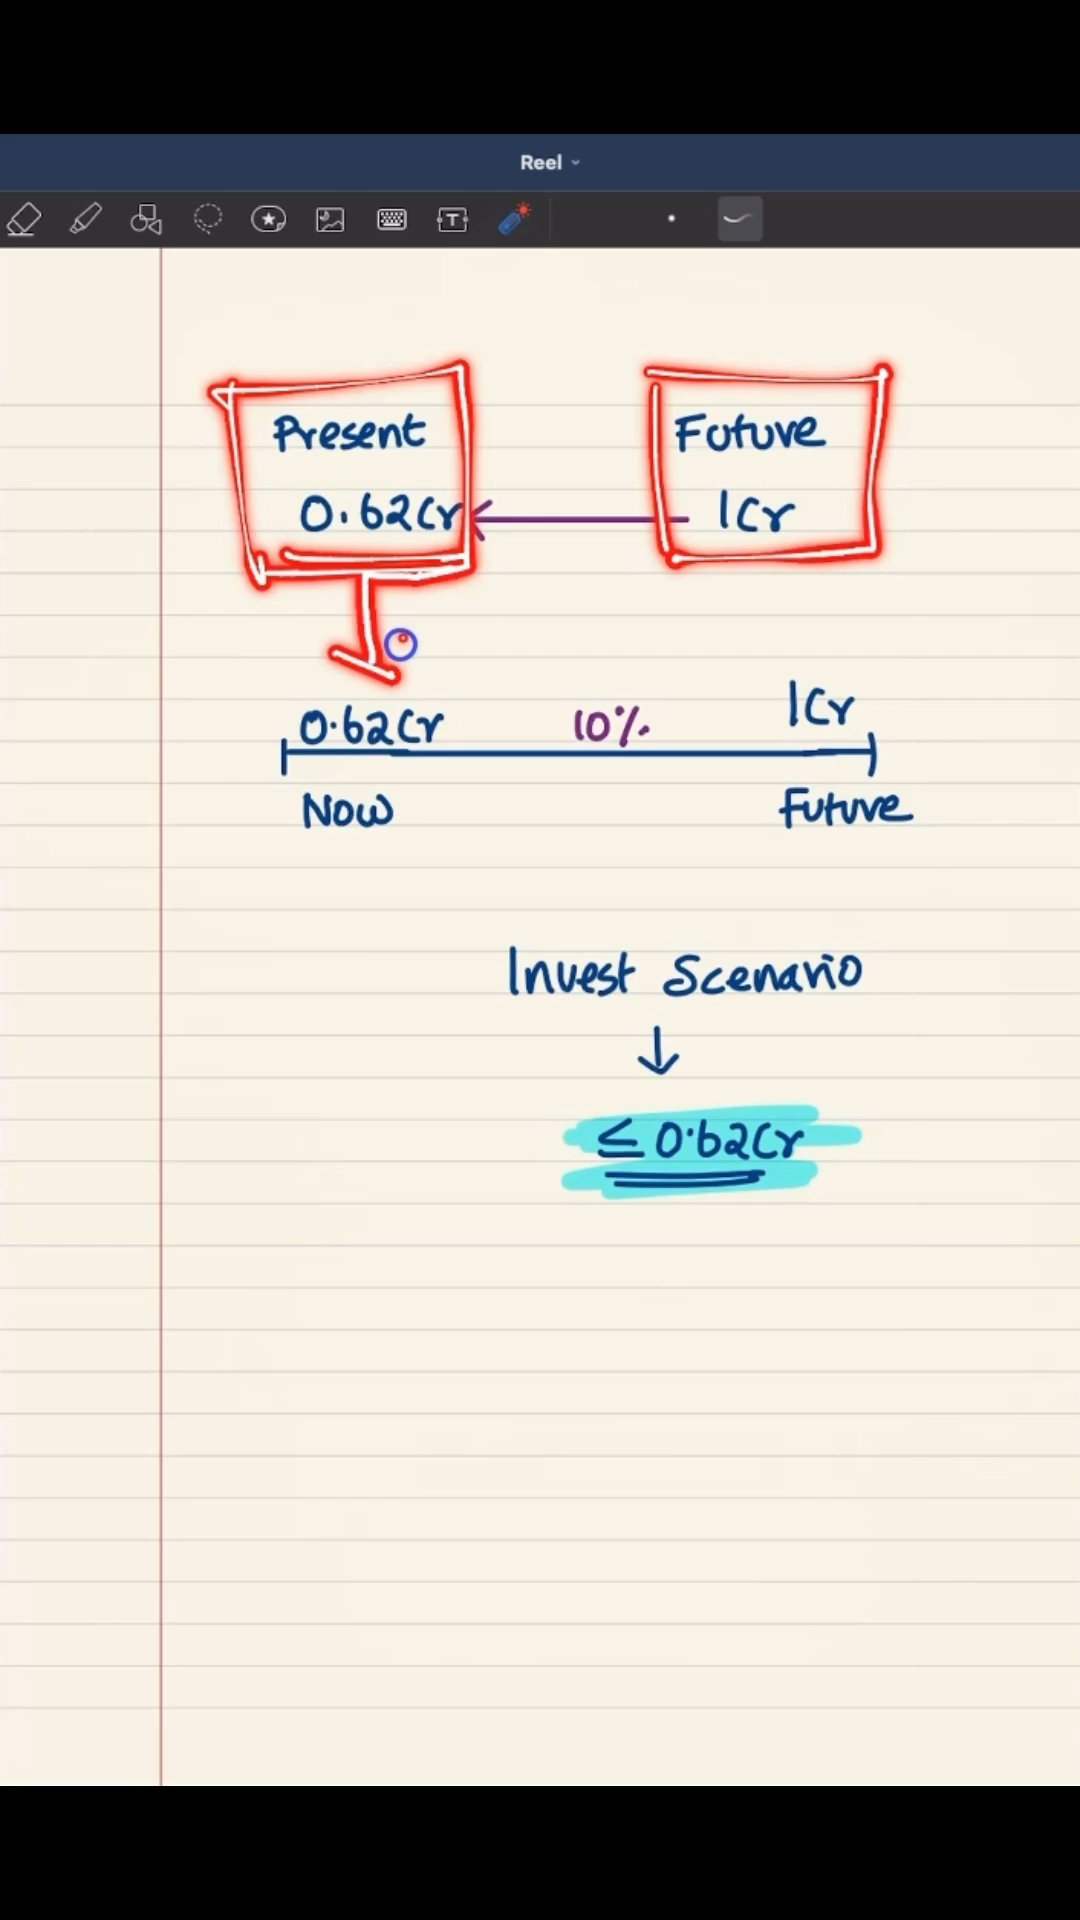 Reel
T
Present
Future
0.62Cr
1Cr
0.62Cr
10%
1Cr
Now
Future
Invest Scenario
≤ 0.62Cr